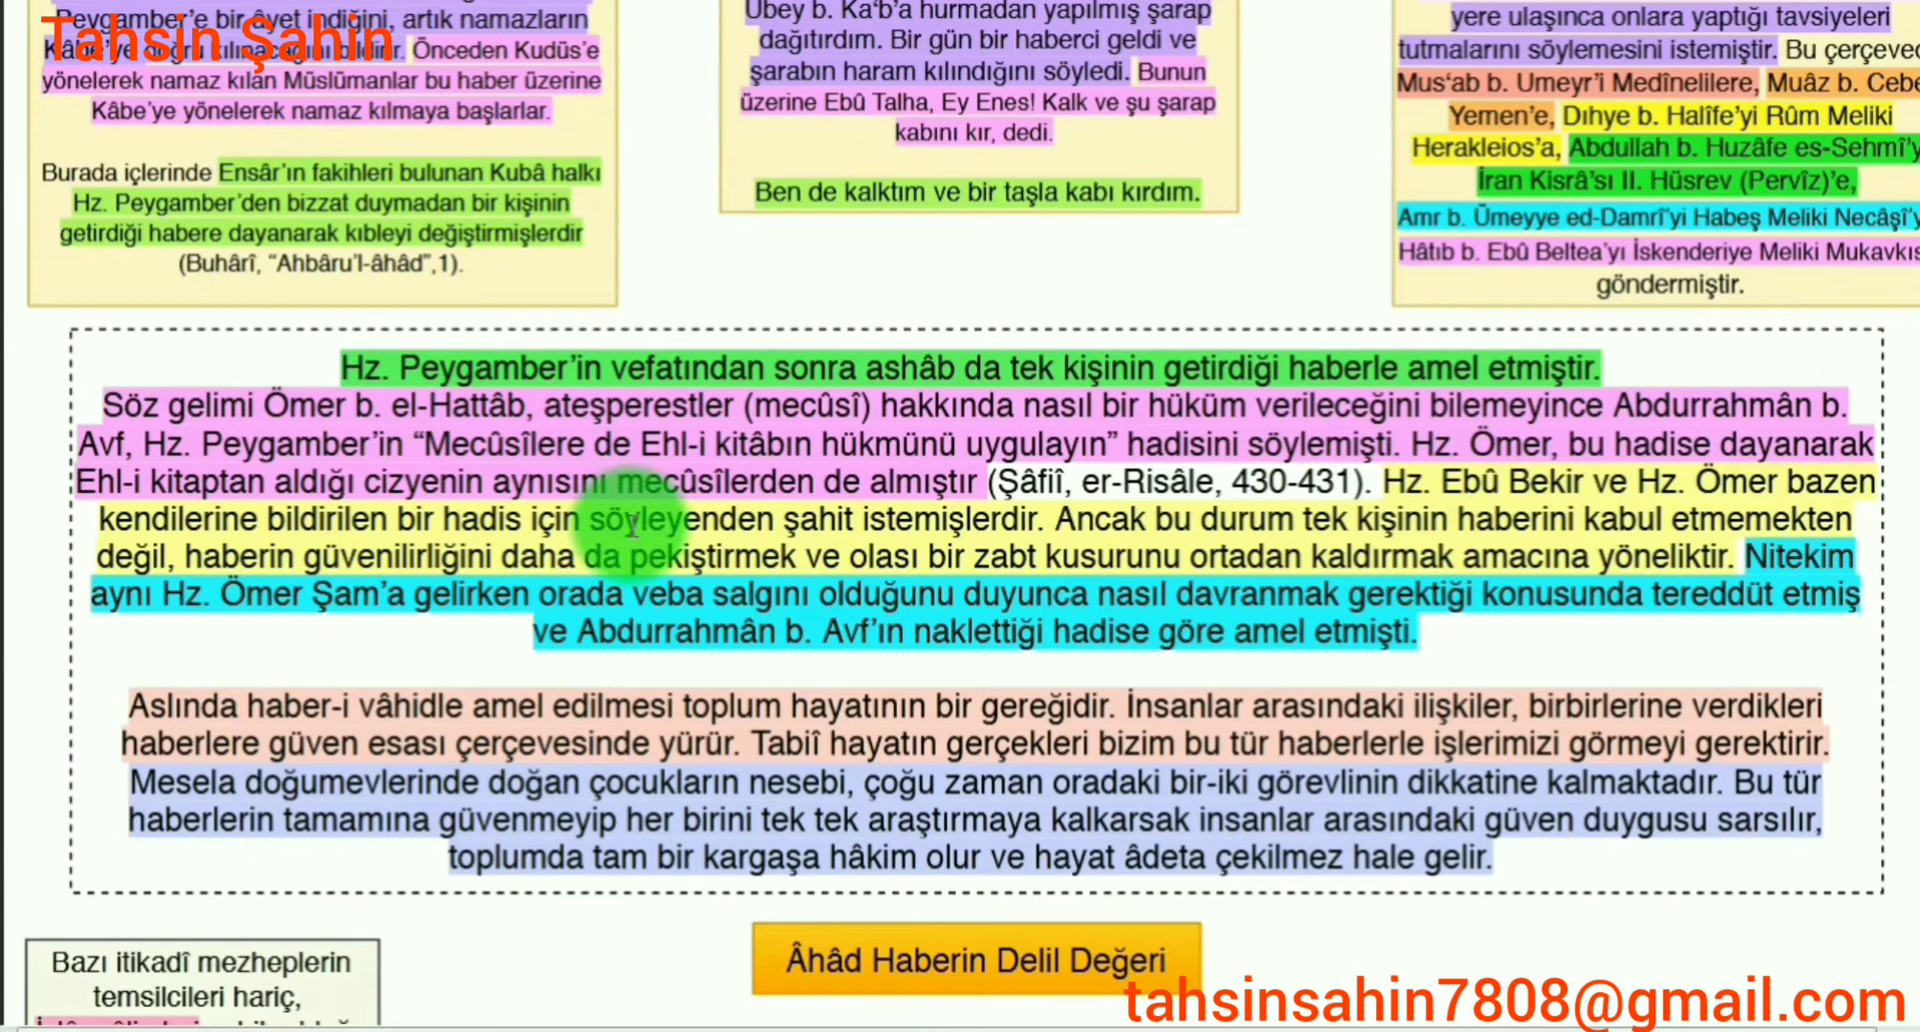 Peygamber’e bir âyet indiğini, artık namazların
Tahsin Şahin
Kâbe’ye doğru kılınacağını bildirir. Önceden Kudüs’e
yönelerek namaz kılan Müslümanlar bu haber üzerine
Kâbe’ye yönelerek namaz kılmaya başlarlar.
Burada içlerinde Ensâr’ın fakihleri bulunan Kubâ halkı
Hz. Peygamber’den bizzat duymadan bir kişinin
getirdiği habere dayanarak kıbleyi değiştirmişlerdir
(Buhârî, “Ahbâru’l-âhâd”,1).
Übey b. Ka‘b’a hurmadan yapılmış şarap
dağıtırdım. Bir gün bir haberci geldi ve
şarabın haram kılındığını söyledi. Bunun
üzerine Ebû Talha, Ey Enes! Kalk ve şu şarap
kabını kır, dedi.
Ben de kalktım ve bir taşla kabı kırdım.
yere ulaşınca onlara yaptığı tavsiyeleri
tutmalarını söylemesini istemiştir. Bu çerçevec
Mus‘ab b. Umeyr’i Medînelilere, Muâz b. Cebe
Yemen’e, Dıhye b. Halîfe’yi Rûm Meliki
Herakleios’a, Abdullah b. Huzâfe es-Sehmî’y
İran Kisrâ’sı II. Hüsrev (Pervîz)’e,
Amr b. Ümeyye ed-Damrî’yi Habeş Meliki Necâşî’y
Hâtıb b. Ebû Beltea’yı İskenderiye Meliki Mukavkıs
göndermiştir.
Hz. Peygamber’in vefatından sonra ashâb da tek kişinin getirdiği haberle amel etmiştir.
Söz gelimi Ömer b. el-Hattâb, ateşperestler (mecûsî) hakkında nasıl bir hüküm verileceğini bilemeyince Abdurrahmân b.
Avf, Hz. Peygamber’in “Mecûsîlere de Ehl-i kitâbın hükmünü uygulayın” hadisini söylemişti. Hz. Ömer, bu hadise dayanarak
Ehl-i kitaptan aldığı cizyenin aynısını mecûsîlerden de almıştır (Şâfiî, er-Risâle, 430-431). Hz. Ebû Bekir ve Hz. Ömer bazen
kendilerine bildirilen bir hadis için söyleyenden şahit istemişlerdir. Ancak bu durum tek kişinin haberini kabul etmemekten
değil, haberin güvenilirliğini daha da pekiştirmek ve olası bir zabt kusurunu ortadan kaldırmak amacına yöneliktir. Nitekim
aynı Hz. Ömer Şam’a gelirken orada veba salgını olduğunu duyunca nasıl davranmak gerektiği konusunda tereddüt etmiş
ve Abdurrahmân b. Avf’ın naklettiği hadise göre amel etmişti.
Aslında haber-i vâhidle amel edilmesi toplum hayatının bir gereğidir. İnsanlar arasındaki ilişkiler, birbirlerine verdikleri
haberlere güven esası çerçevesinde yürür. Tabiî hayatın gerçekleri bizim bu tür haberlerle işlerimizi görmeyi gerektirir.
Mesela doğumevlerinde doğan çocukların nesebi, çoğu zaman oradaki bir-iki görevlinin dikkatine kalmaktadır. Bu tür
haberlerin tamamına güvenmeyip her birini tek tek araştırmaya kalkarsak insanlar arasındaki güven duygusu sarsılır,
toplumda tam bir kargaşa hâkim olur ve hayat âdeta çekilmez hale gelir.
Bazı itikadî mezheplerin
temsilcileri hariç,
Âhâd Haberin Delil Değeri
tahsinsahin7808@gmail.com